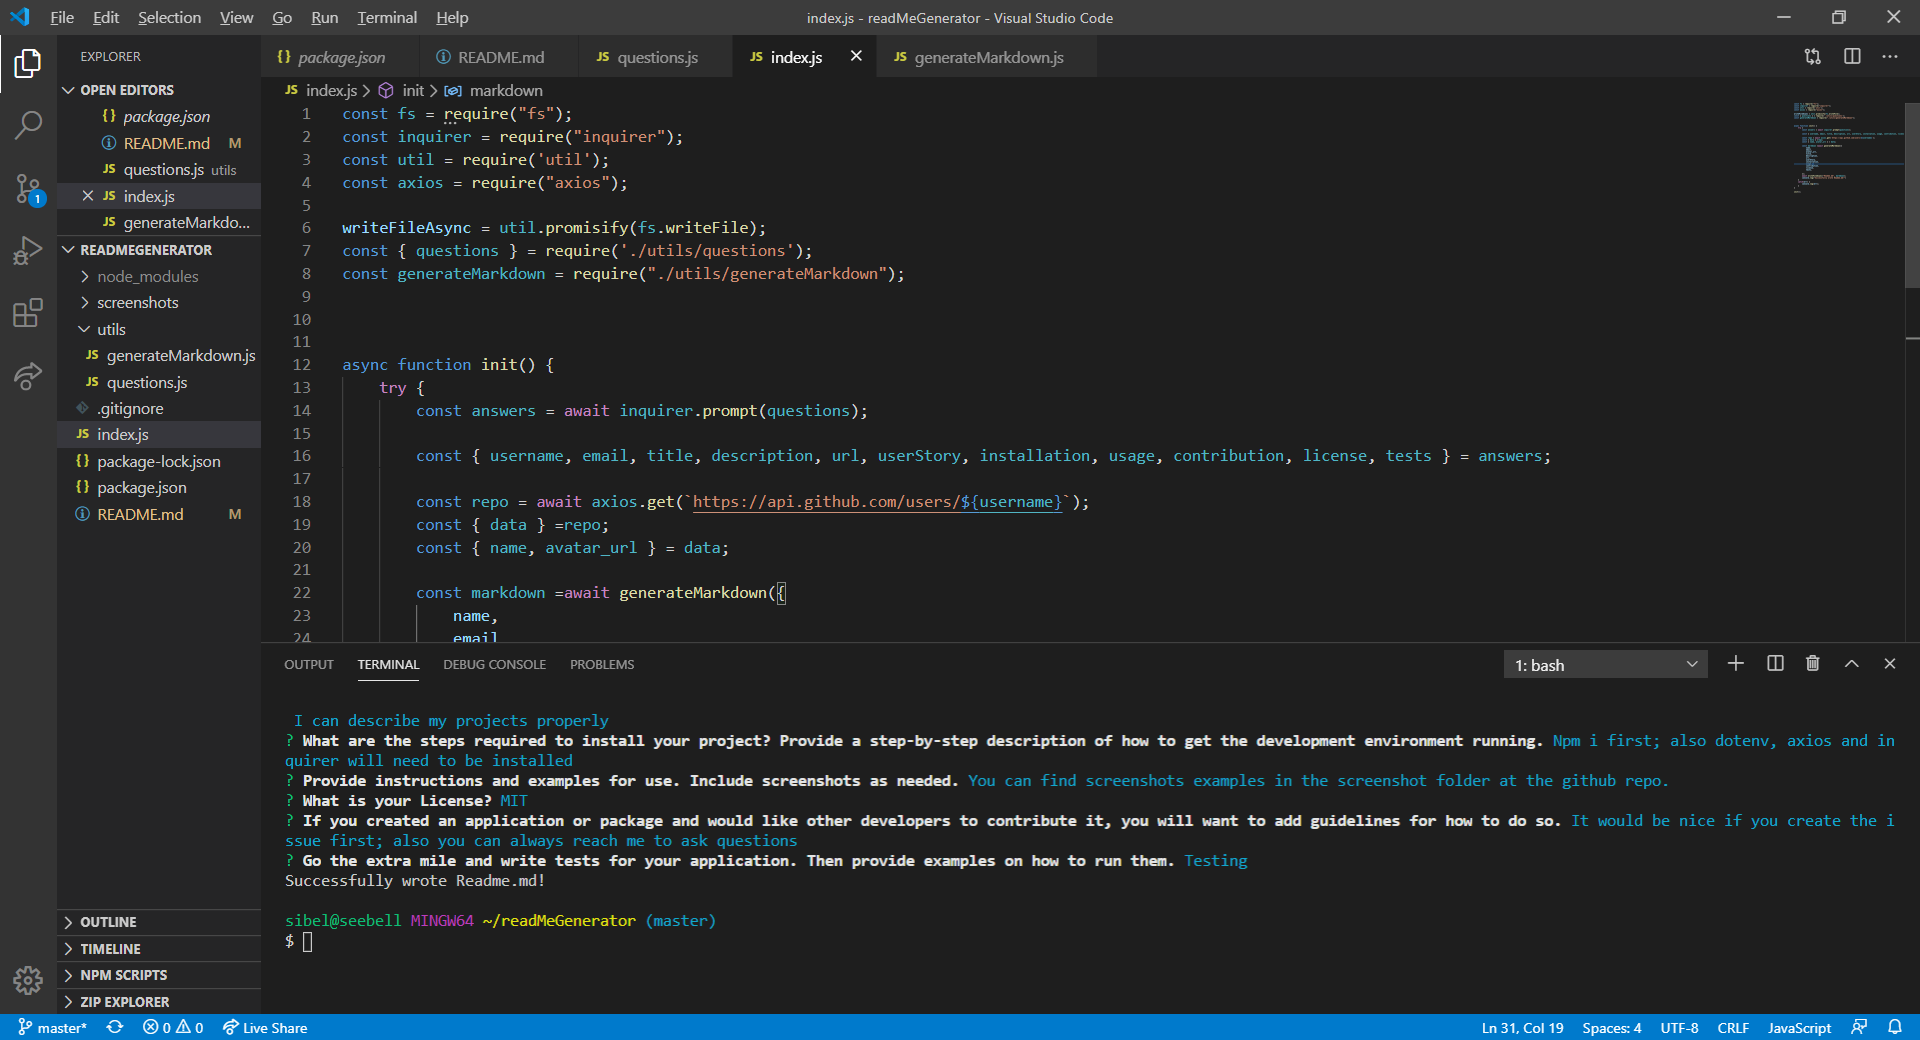 File Edit Selection View Go Run Terminal Help
index.js - readMeGenerator - Visual Studio Code
EXPLORER
OPEN EDITORS
{} package.json
README.md M
JS questions.js utils
JS index.js
JS generateMarkdo...
1
READMEGENERATOR
node_modules
screenshots
utils
JS generateMarkdown.js
JS questions.js
.gitignore
JS index.js
{} package-lock.json
{} package.json
README.md M
OUTLINE
TIMELINE
NPM SCRIPTS
ZIP EXPLORER
{} package.json
README.md
JS questions.js
JS index.js
JS generateMarkdown.js
JS index.js > init > markdown
1 const fs = require("fs");
2 const inquirer = require("inquirer");
3 const util = require('util');
4 const axios = require("axios");
5
6 writeFileAsync = util.promisify(fs.writeFile);
7 const { questions } = require('./utils/questions');
8 const generateMarkdown = require("./utils/generateMarkdown");
9
10
11
12 async function init() {
13 try {
14 const answers = await inquirer.prompt(questions);
15
16 const { username, email, title, description, url, userStory, installation, usage, contribution, license, tests } = answers;
17
18 const repo = await axios.get(`https://api.github.com/users/${username}`);
19 const { data } =repo;
20 const { name, avatar_url } = data;
21
22 const markdown =await generateMarkdown({
23 name,
24 email
OUTPUT TERMINAL DEBUG CONSOLE PROBLEMS
1: bash
I can describe my projects properly
? What are the steps required to install your project? Provide a step-by-step description of how to get the development environment running. Npm i first; also dotenv, axios and in
quirer will need to be installed
? Provide instructions and examples for use. Include screenshots as needed. You can find screenshots examples in the screenshot folder at the github repo.
? What is your License? MIT
? If you created an application or package and would like other developers to contribute it, you will want to add guidelines for how to do so. It would be nice if you create the i
ssue first; also you can always reach me to ask questions
? Go the extra mile and write tests for your application. Then provide examples on how to run them. Testing
Successfully wrote Readme.md!
sibel@seebell MINGW64 ~/readMeGenerator (master)
$
master* 0 0 Live Share
Ln 31, Col 19 Spaces: 4 UTF-8 CRLF JavaScript